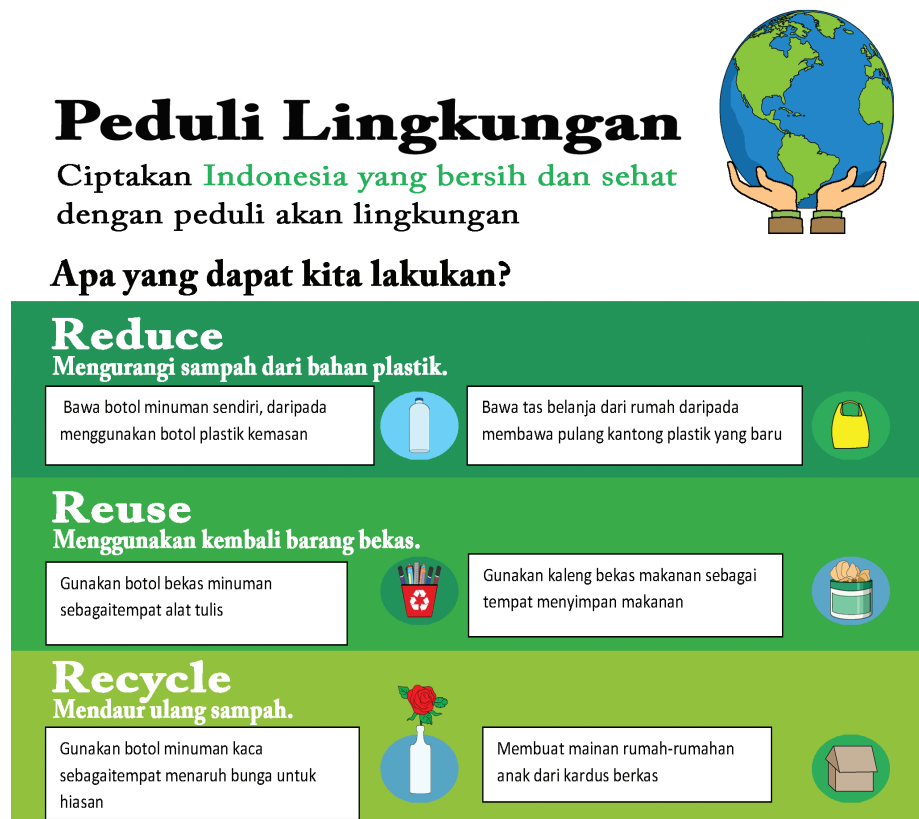 Peduli Lingkungan
Ciptakan Indonesia yang bersih dan sehat
dengan peduli akan lingkungan
Apa yang dapat kita lakukan?
Reduce
Mengurangi sampah dari bahan plastik.
Bawa botol minuman sendiri, daripada
menggunakan botol plastik kemasan
Bawa tas belanja dari rumah daripada
membawa pulang kantong plastik yang baru
Reuse
Menggunakan kembali barang bekas.
Gunakan botol bekas minuman
sebagaitempat alat tulis
Gunakan kaleng bekas makanan sebagai
tempat menyimpan makanan
Recycle
Mendaur ulang sampah.
Gunakan botol minuman kaca
sebagaitempat menaruh bunga untuk
hiasan
Membuat mainan rumah-rumahan
anak dari kardus berkas